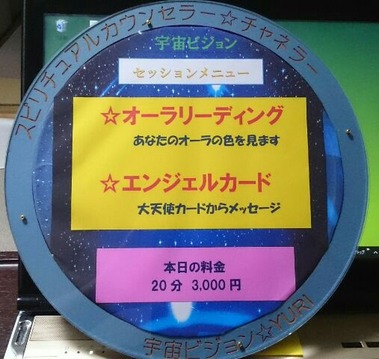 スピリチュアルカウンセラー☆チャネラー
宇宙ビジョン
セッションメニュー
☆オーラリーディング
あなたのオーラの色を見ます
☆エンジェルカード
大天使カードからメッセージ
本日の料金
20分 3,000円
宇宙ビジョン☆YURI